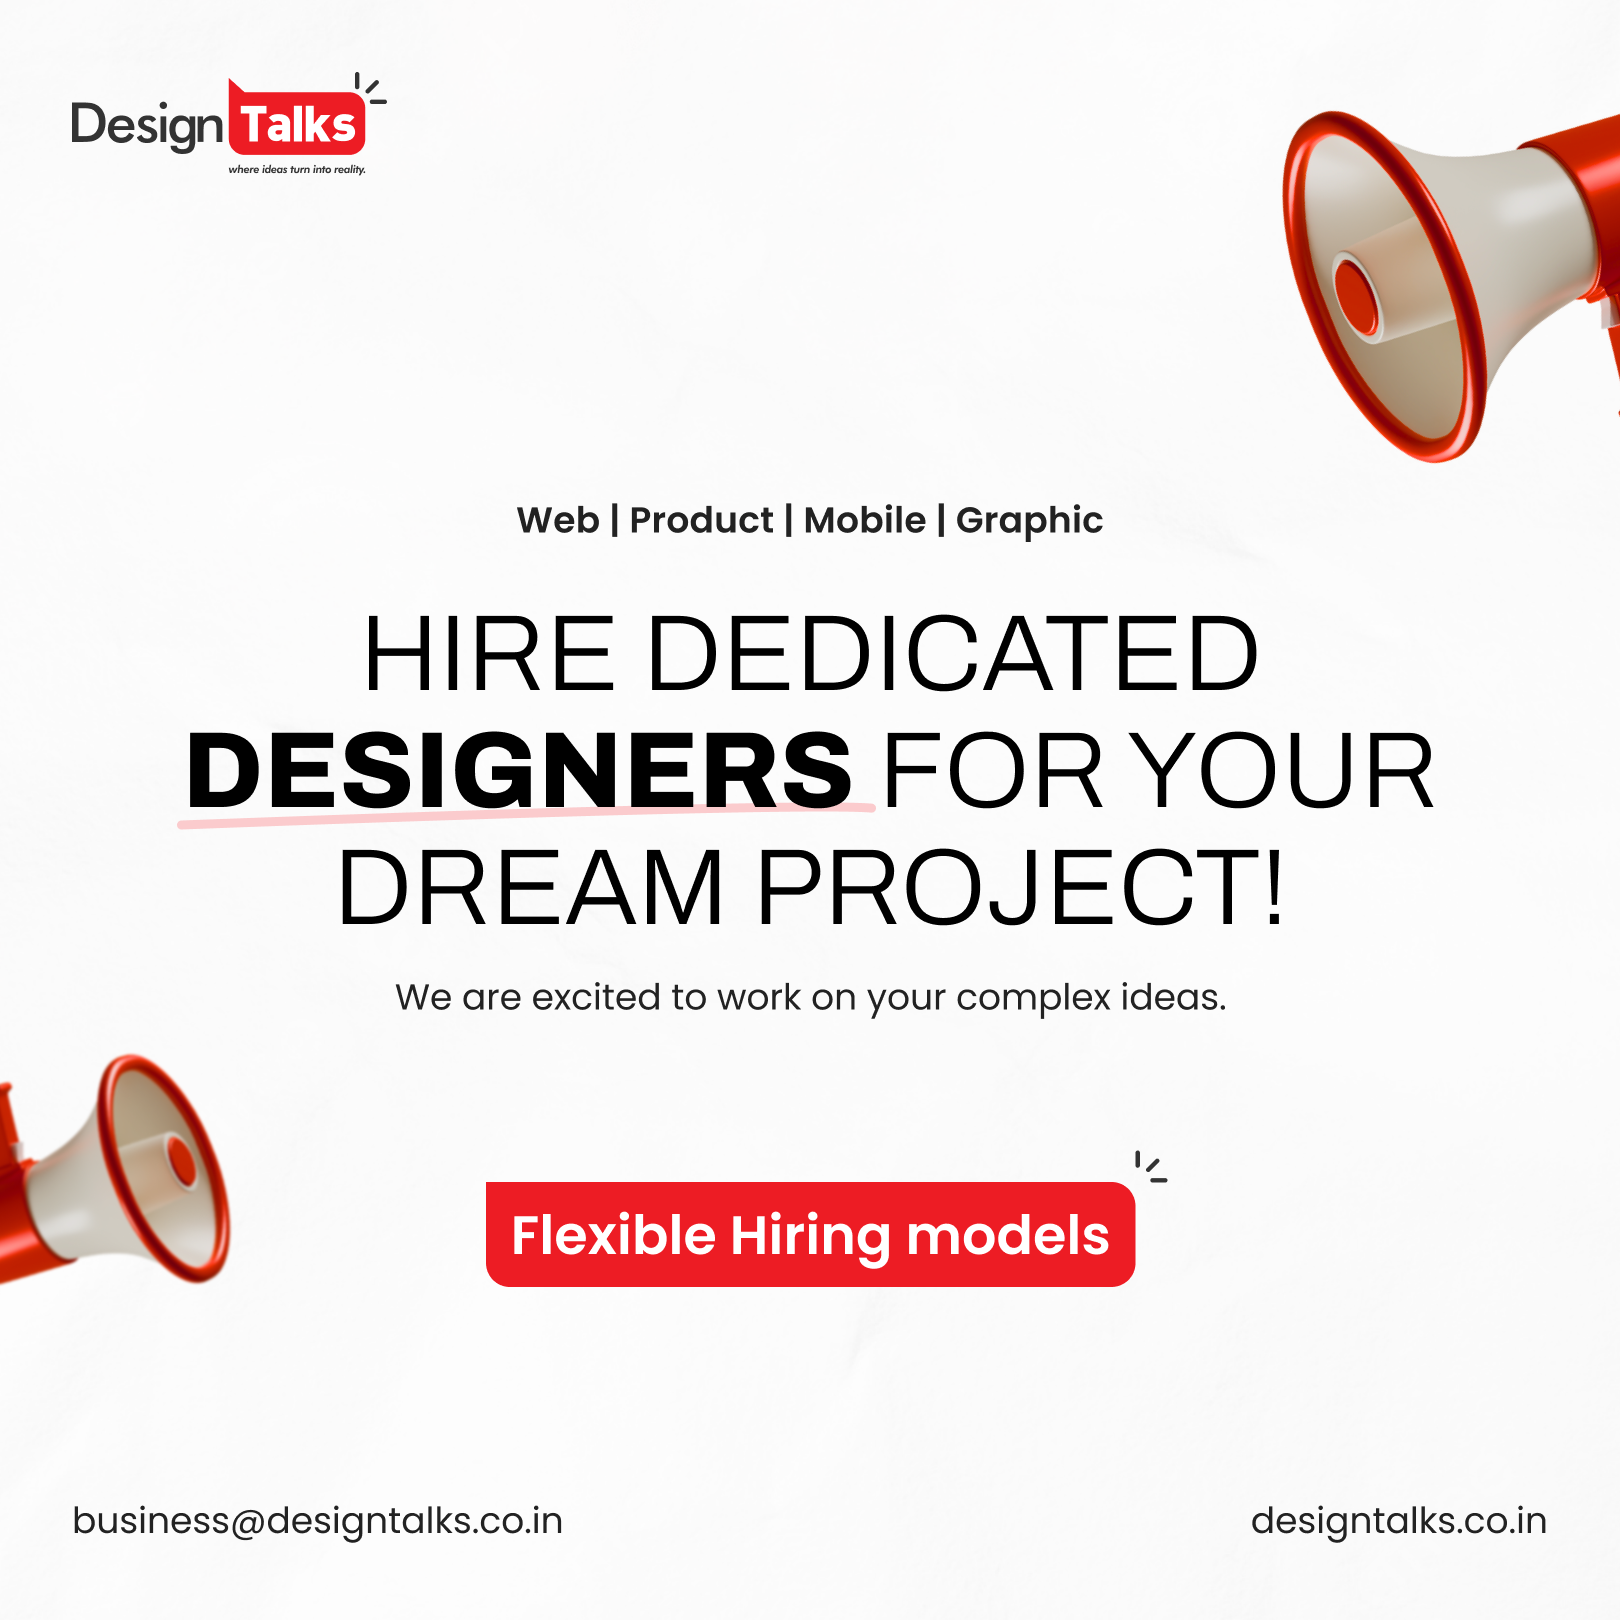 Design Talks
where ideas turn into reality.
Web | Product | Mobile | Graphic
HIRE DEDICATED
DESIGNERS FOR YOUR
DREAM PROJECT!
We are excited to work on your complex ideas.
Flexible Hiring models
business@designtalks.co.in
designtalks.co.in